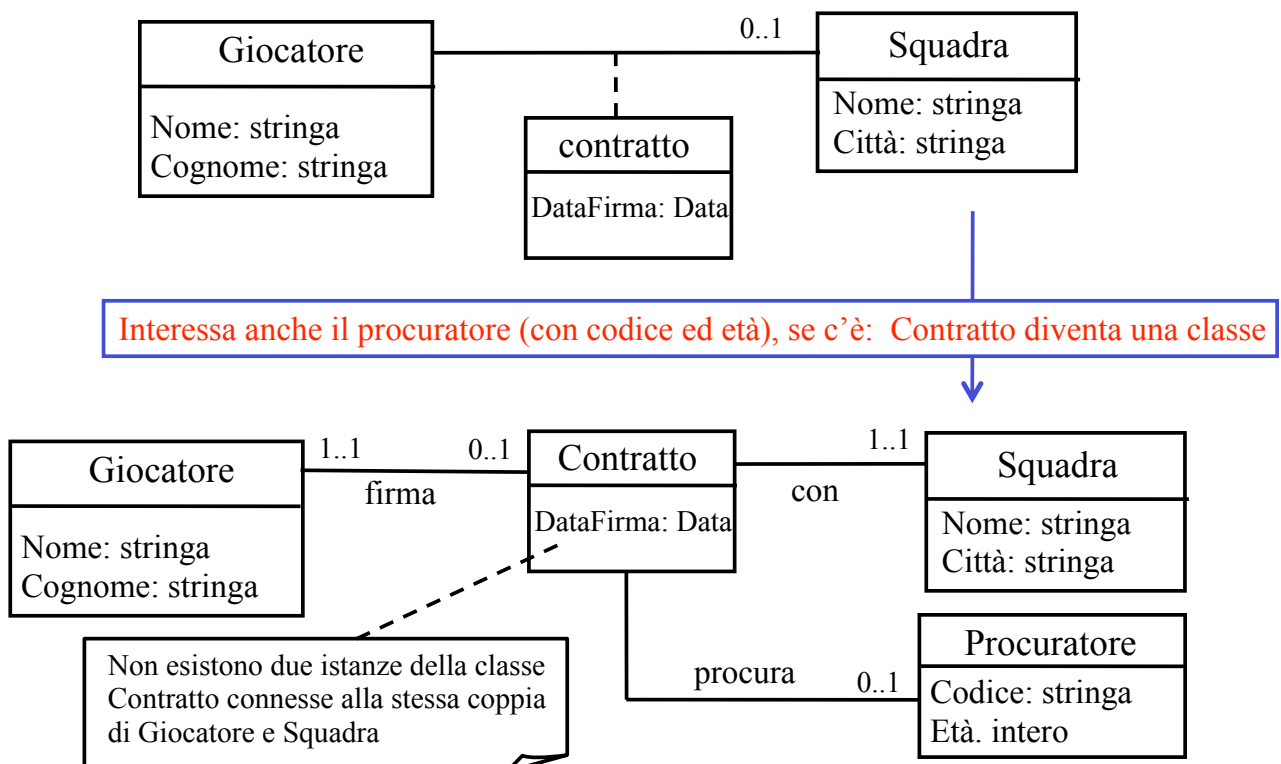 0..1
Giocatore
Squadra
Nome: stringa
Cognome: stringa
contratto
DataFirma: Data
Nome: stringa
Città: stringa
Interessa anche il procuratore (con codice ed età), se c’è: Contratto diventa una classe
Giocatore
1..1
0..1
firma
Contratto
1..1
con
Squadra
Nome: stringa
Cognome: stringa
DataFirma: Data
Nome: stringa
Città: stringa
Non esistono due istanze della classe
Contratto connesse alla stessa coppia
di Giocatore e Squadra
procura
0..1
Procuratore
Codice: stringa
Età. intero